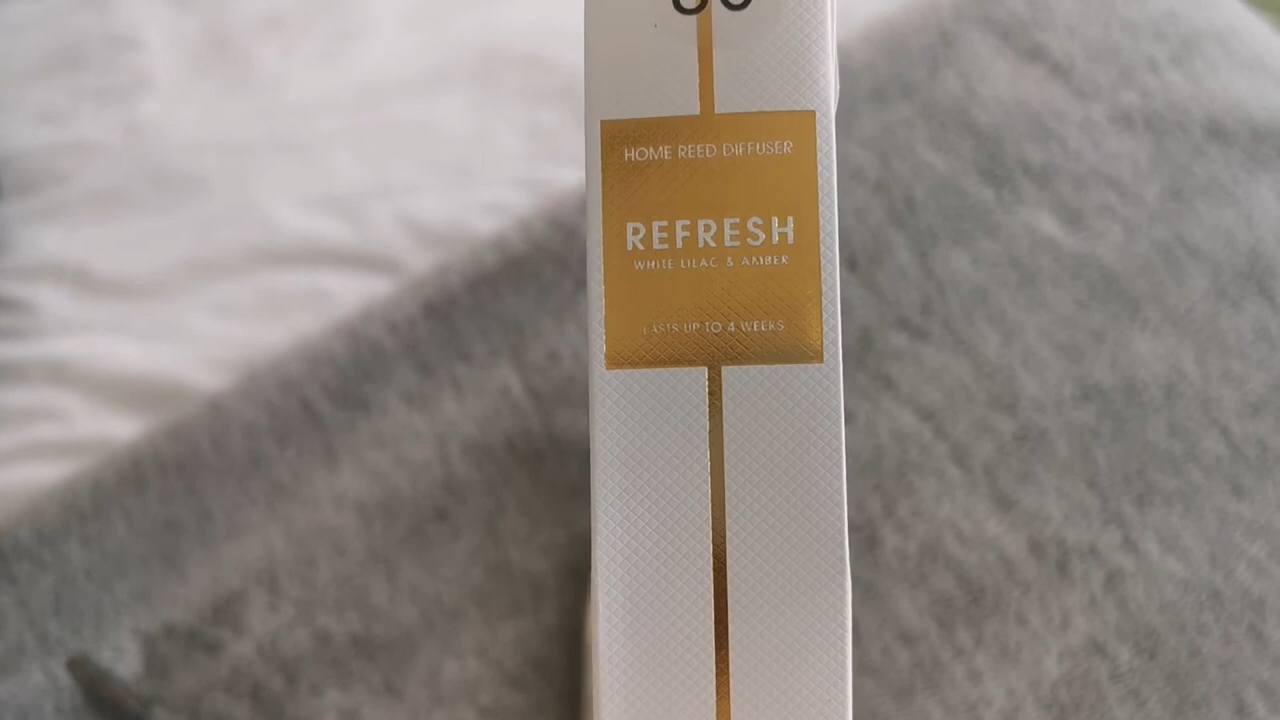 HOME REED DIFFUSER
REFRESH
WHITE LILAC & AMBER
LASTS UP TO 4 WEEKS